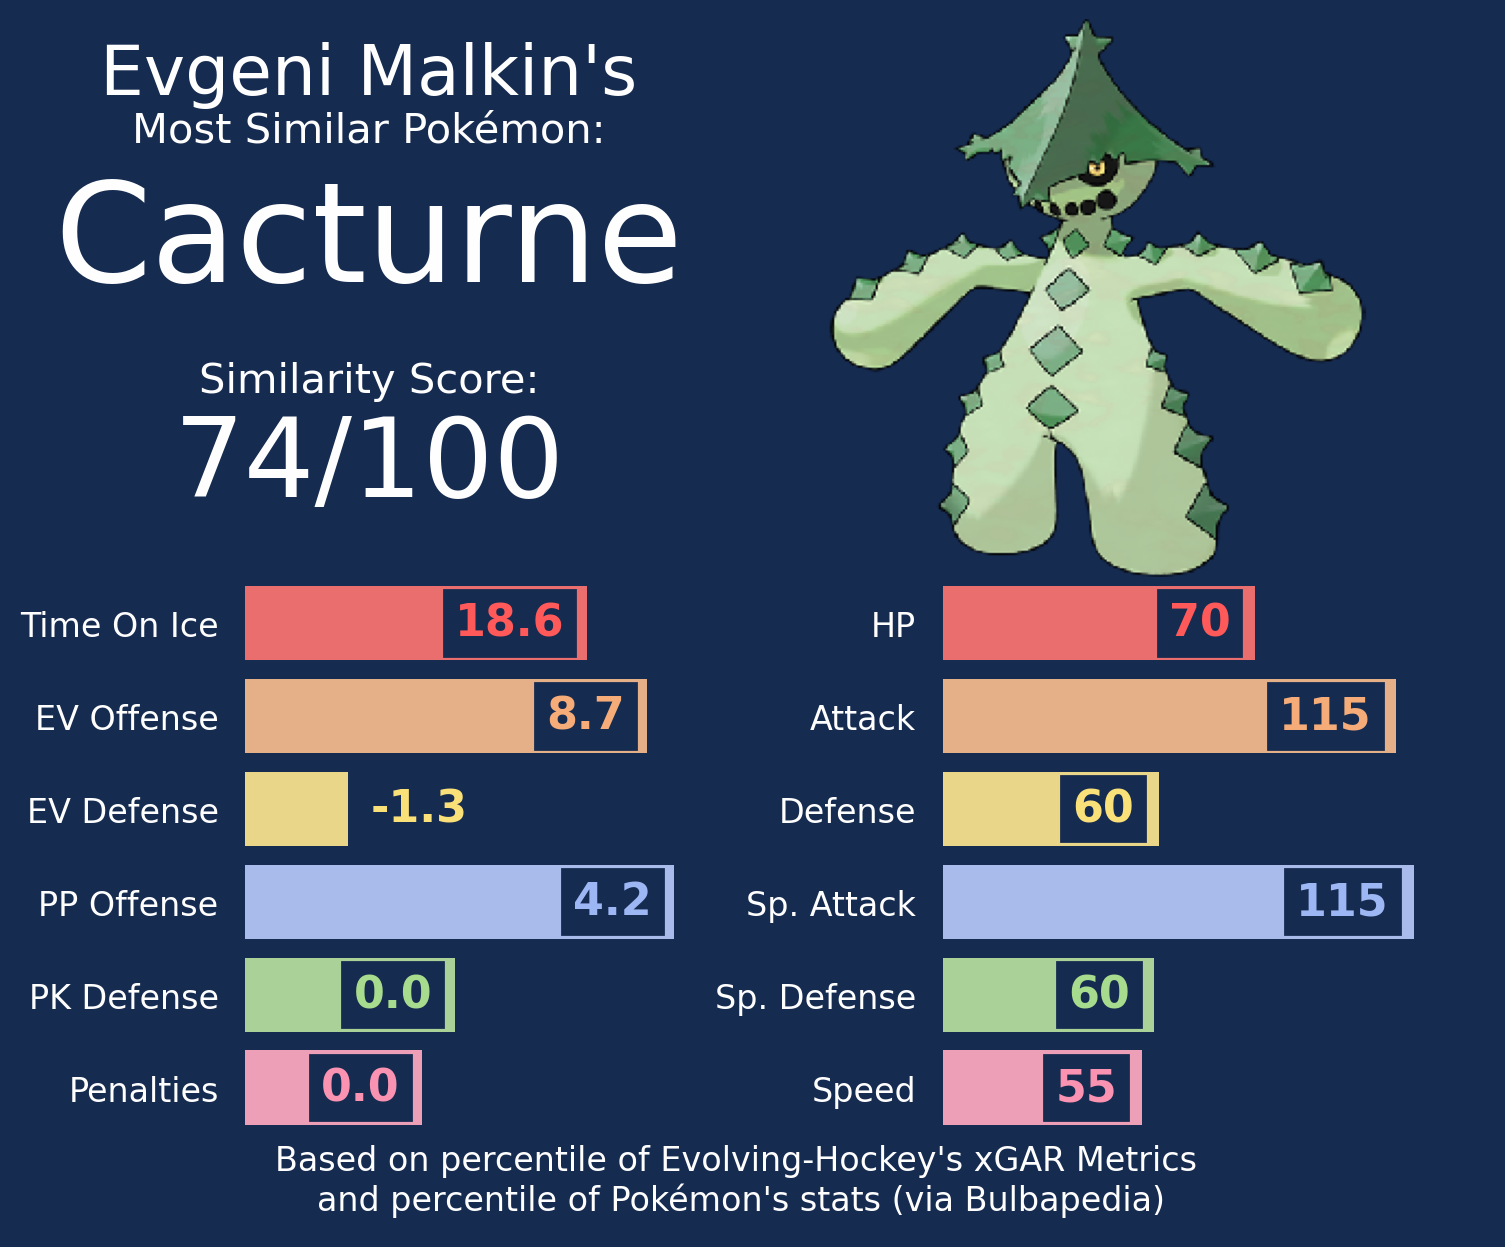 Evgeni Malkin's
Most Similar Pokémon:
Cacturne
Similarity Score:
74/100
Time On Ice 18.6
EV Offense 8.7
EV Defense -1.3
PP Offense 4.2
PK Defense 0.0
Penalties 0.0
HP 70
Attack 115
Defense 60
Sp. Attack 115
Sp. Defense 60
Speed 55
Based on percentile of Evolving-Hockey's xGAR Metrics
and percentile of Pokémon's stats (via Bulbapedia)